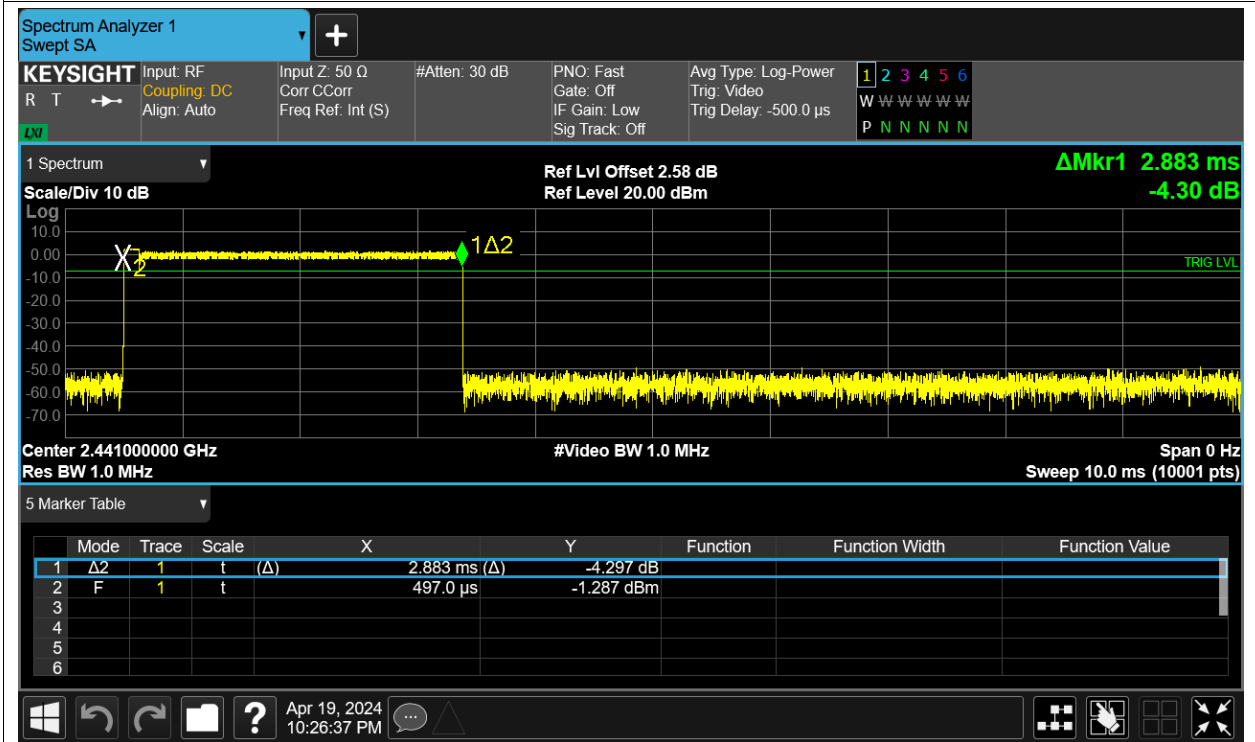 Spectrum Analyzer 1
Swept SA
KEYSIGHT
R T
LXI
Input: RF
Coupling: DC
Align: Auto
Input Z: 50 Ω
Corr CCorr
Freq Ref: Int (S)
#Atten: 30 dB
PNO: Fast
Gate: Off
IF Gain: Low
Sig Track: Off
Avg Type: Log-Power
Trig: Video
Trig Delay: -500.0 µs
1 2 3 4 5 6
W W W W W W
P N N N N N
1 Spectrum
Scale/Div 10 dB
Ref Lvl Offset 2.58 dB
Ref Level 20.00 dBm
ΔMkr1 2.883 ms
-4.30 dB
Log
10.0
0.00
-10.0
-20.0
-30.0
-40.0
-50.0
-60.0
-70.0
X2
1Δ2
TRIG LVL
Center 2.441000000 GHz
#Video BW 1.0 MHz
Span 0 Hz
Res BW 1.0 MHz
Sweep 10.0 ms (10001 pts)
5 Marker Table
Mode Trace Scale X Y Function Function Width Function Value
1 Δ2 1 t (Δ) 2.883 ms (Δ) -4.297 dB
2 F 1 t 497.0 µs -1.287 dBm
3
4
5
6
?
Apr 19, 2024
10:26:37 PM